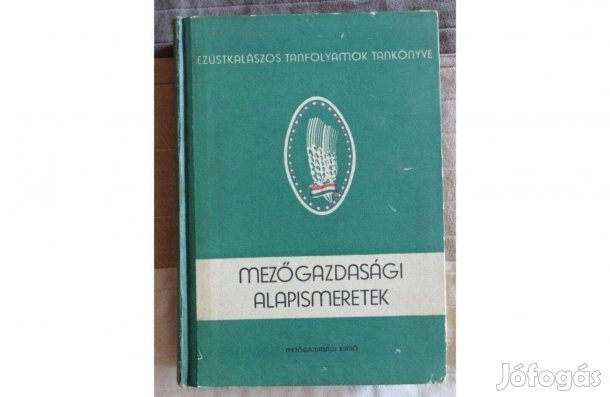 EZÜSTKALÁSZOS TANFOLYAMOK TANKÖNYVE
MEZŐGAZDASÁGI
ALAPISMERETEK
MEZŐGAZDASÁGI KIADÓ
Jófogás